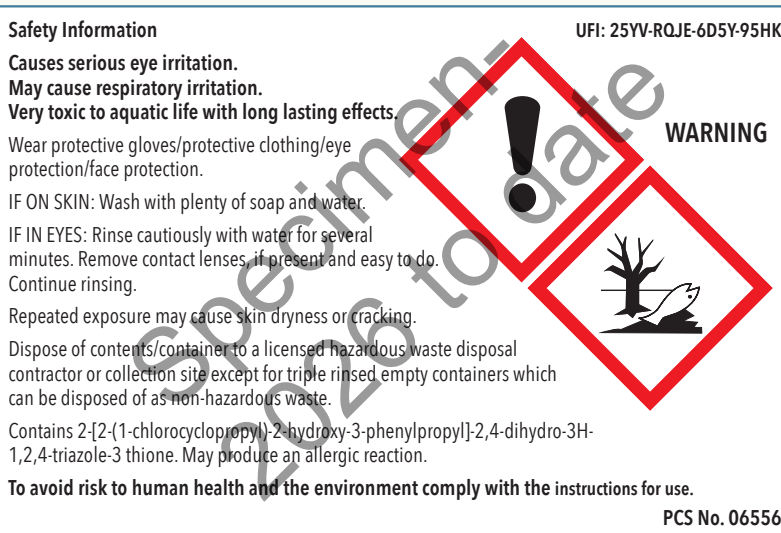 Safety Information
UFI: 25YV-RQJE-6D5Y-95HK
Causes serious eye irritation.
May cause respiratory irritation.
Very toxic to aquatic life with long lasting effects.
WARNING
Wear protective gloves/protective clothing/eye
protection/face protection.
IF ON SKIN: Wash with plenty of soap and water.
IF IN EYES: Rinse cautiously with water for several
minutes. Remove contact lenses, if present and easy to do.
Continue rinsing.
Repeated exposure may cause skin dryness or cracking.
Dispose of contents/container to a licensed hazardous waste disposal
contractor or collection site except for triple rinsed empty containers which
can be disposed of as non-hazardous waste.
Contains 2-[2-(1-chlorocyclopropyl)-2-hydroxy-3-phenylpropyl]-2,4-dihydro-3H-
1,2,4-triazole-3 thione. May produce an allergic reaction.
To avoid risk to human health and the environment comply with the instructions for use.
PCS No. 06556
Specimen-
2026 to date